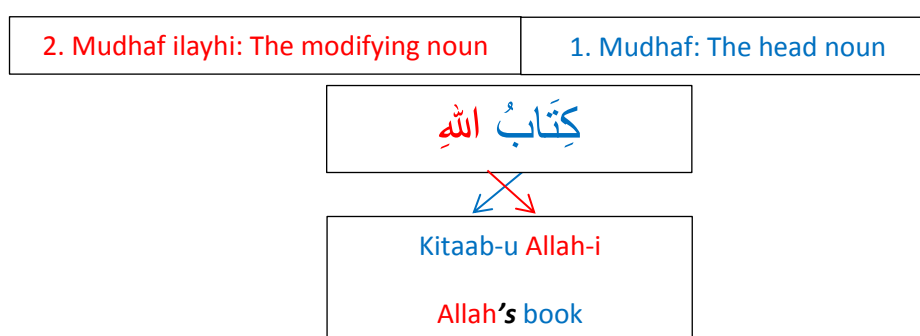 2. Mudhaf ilayhi: The modifying noun
1. Mudhaf: The head noun
كِتَابُ اللهِ
Kitaab-u Allah-i
Allah's book